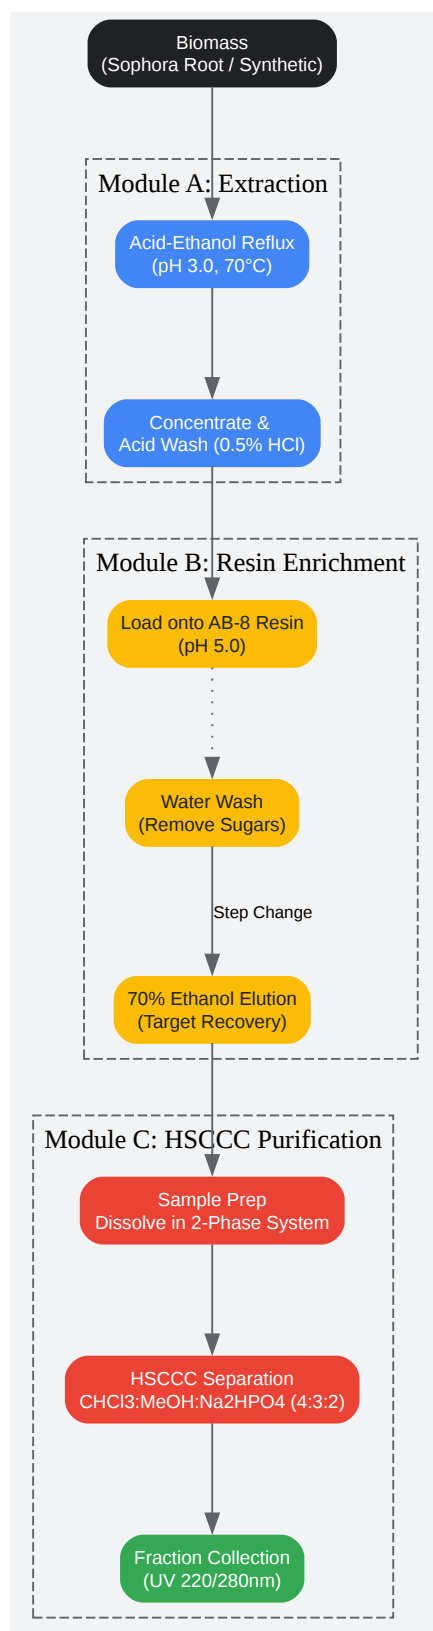 Biomass
(Sophora Root / Synthetic)
Module A: Extraction
Acid-Ethanol Reflux
(pH 3.0, 70°C)
Concentrate &
Acid Wash (0.5% HCl)
Module B: Resin Enrichment
Load onto AB-8 Resin
(pH 5.0)
Water Wash
(Remove Sugars)
Step Change
70% Ethanol Elution
(Target Recovery)
Module C: HSCCC Purification
Sample Prep
Dissolve in 2-Phase System
HSCCC Separation
CHCl3:MeOH:Na2HPO4 (4:3:2)
Fraction Collection
(UV 220/280nm)